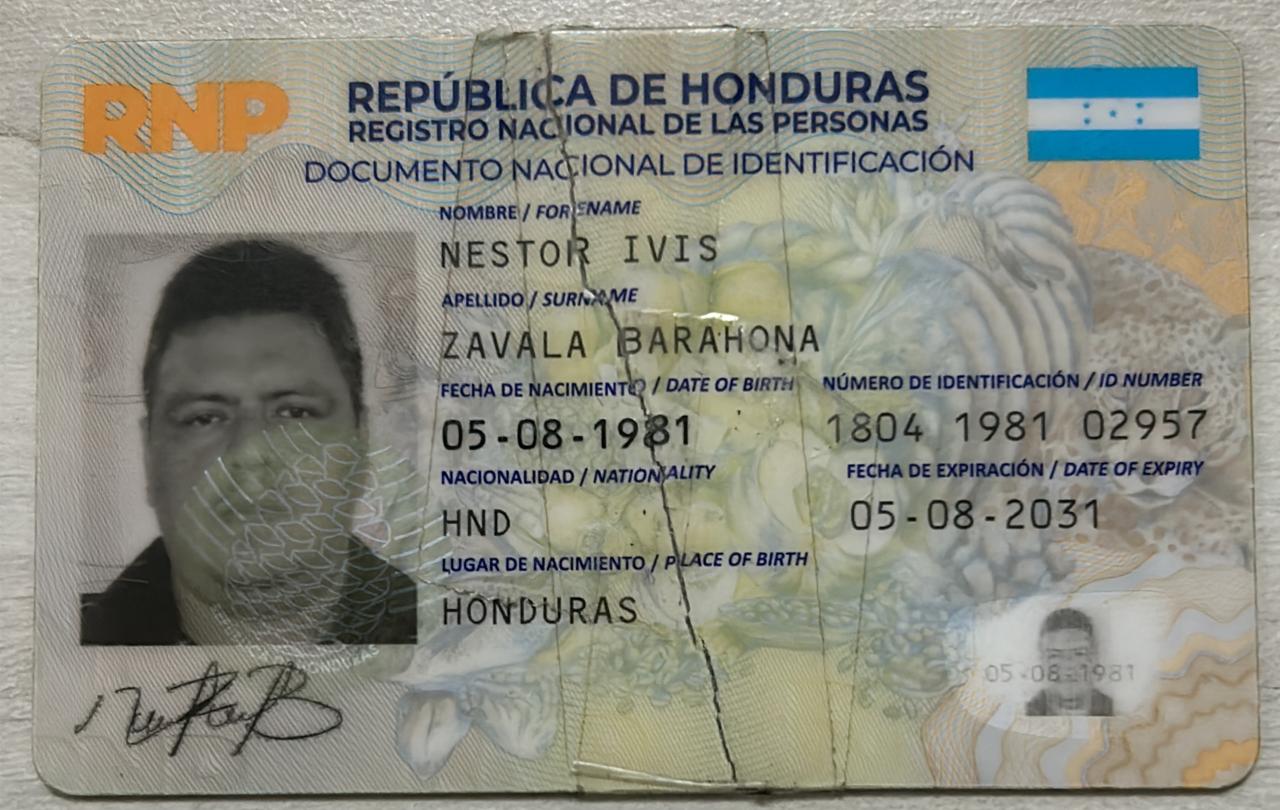 RNP
REPÚBLICA DE HONDURAS
REGISTRO NACIONAL DE LAS PERSONAS
DOCUMENTO NACIONAL DE IDENTIFICACIÓN
NOMBRE / FORENAME
NESTOR IVIS
APELLIDO / SURNAME
ZAVALA BARAHONA
FECHA DE NACIMIENTO / DATE OF BIRTH NÚMERO DE IDENTIFICACIÓN / ID NUMBER
05-08-1981 1804 1981 02957
NACIONALIDAD / NATIONALITY FECHA DE EXPIRACIÓN / DATE OF EXPIRY
HND 05-08-2031
LUGAR DE NACIMIENTO / PLACE OF BIRTH
HONDURAS
HONDURAS
05-08-1981